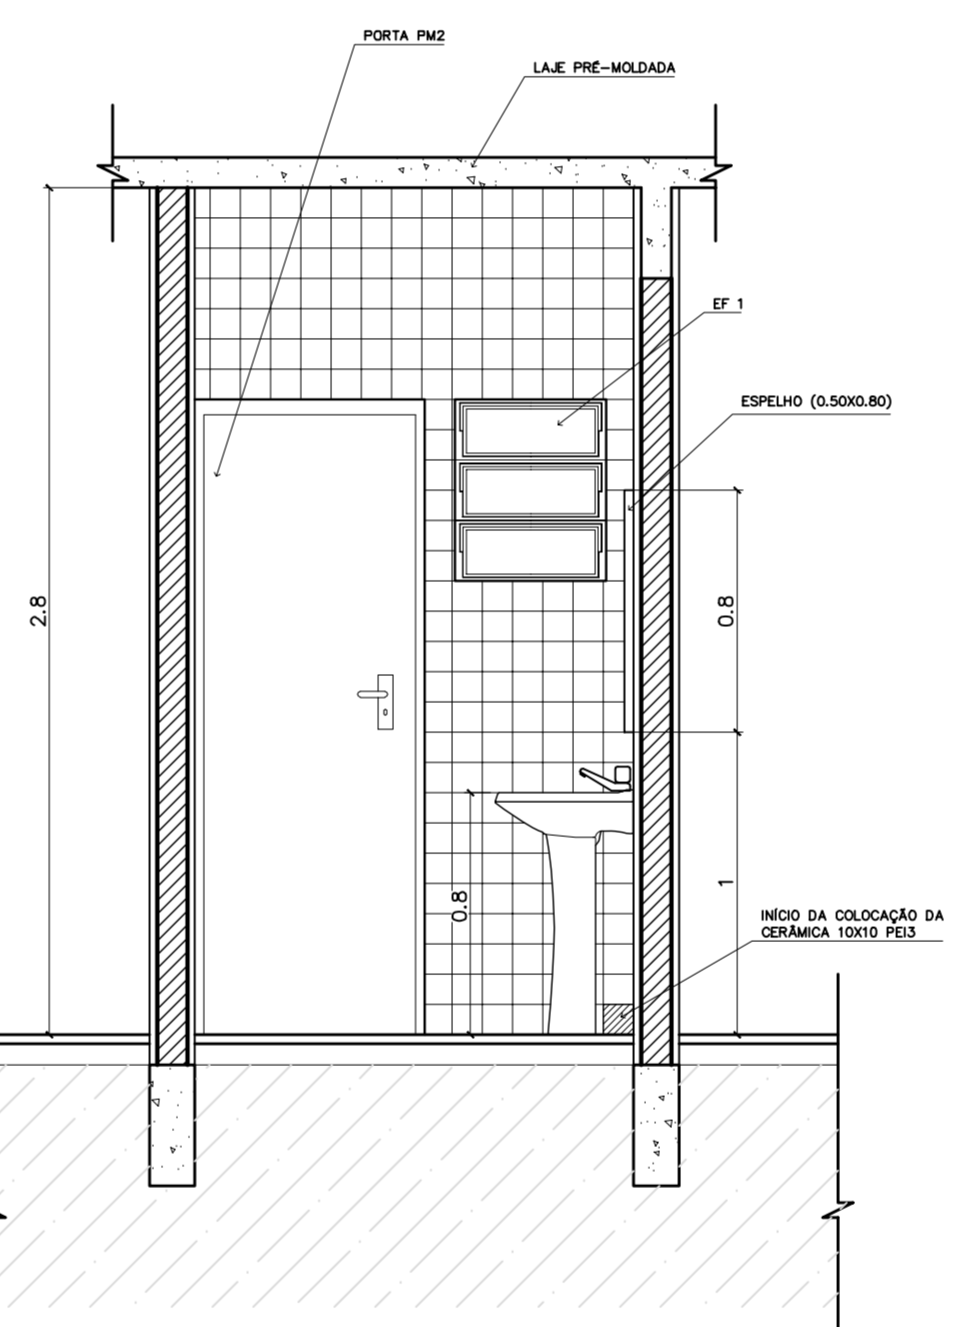 PORTA PM2
LAJE PRÉ-MOLDADA
EF 1
ESPELHO (0.50X0.80)
2.8
0.8
0.8
1
INÍCIO DA COLOCAÇÃO DA
CERÂMICA 10X10 PEI3